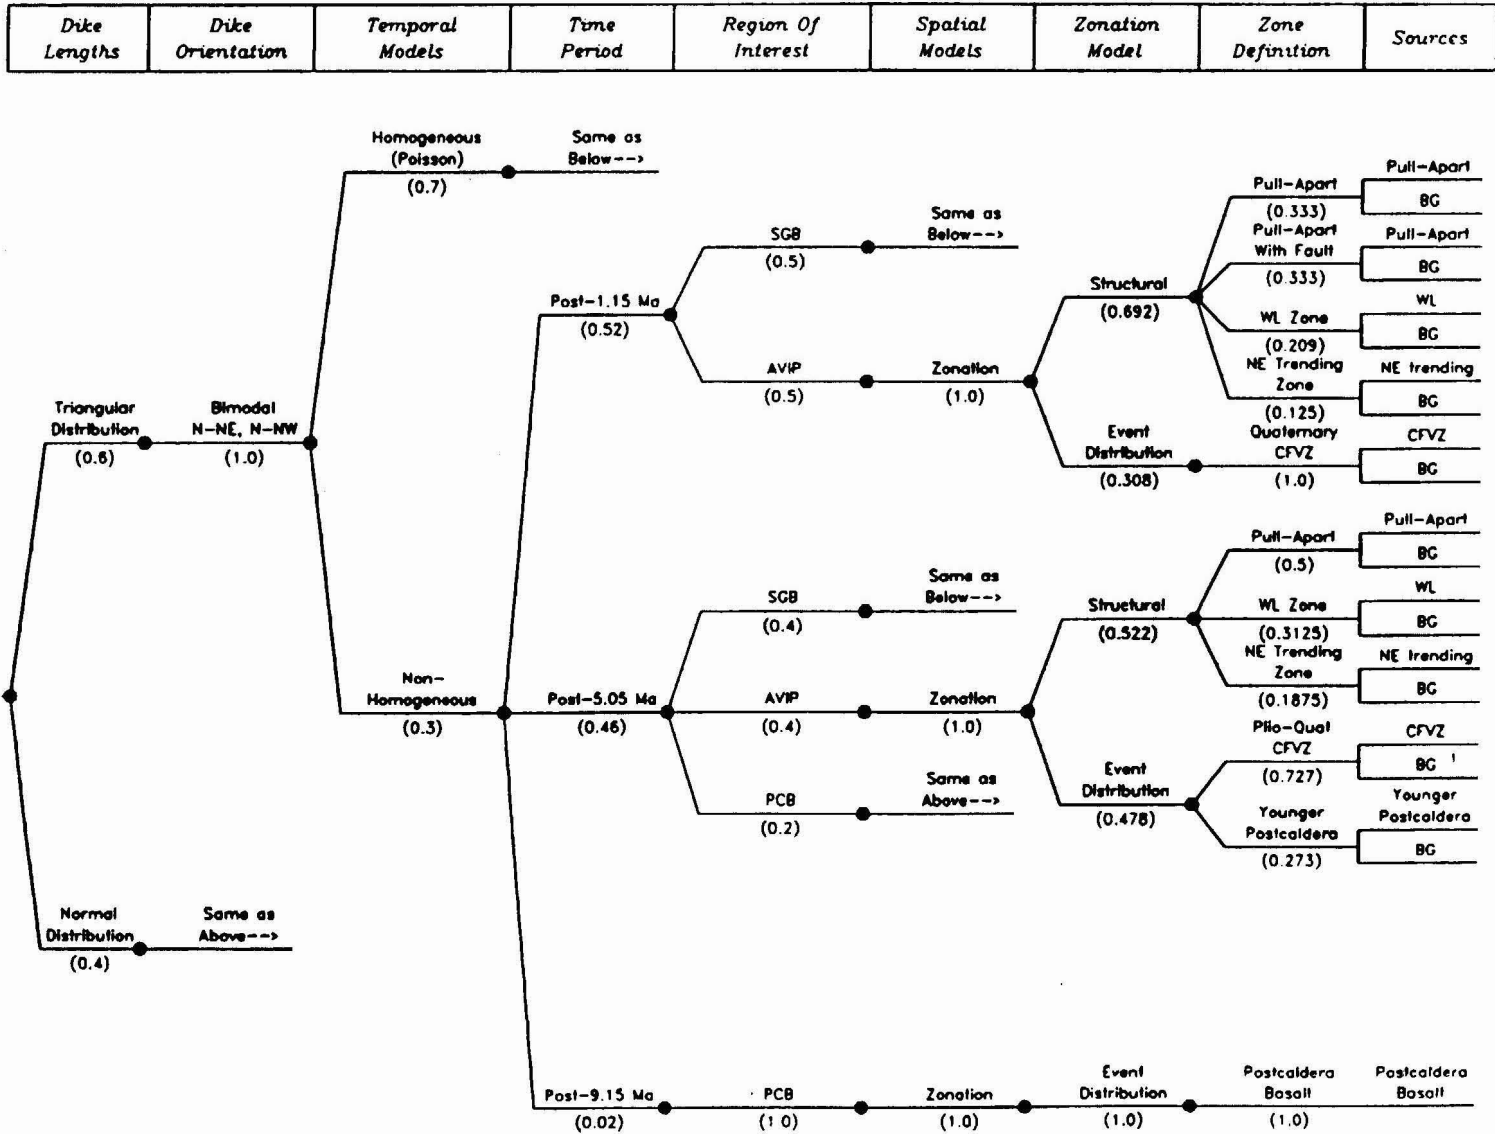 Dike Lengths
Dike Orientation
Temporal Models
Time Period
Region Of Interest
Spatial Models
Zonation Model
Zone Definition
Sources
Homogeneous
(Poisson)
(0.7)
Same as
Below-->
Triangular
Distribution
(0.6)
Bimodal
N-NE, N-NW
(1.0)
Non-
Homogeneous
(0.3)
Normal
Distribution
(0.4)
Same as
Above-->
Post-1.15 Ma
(0.52)
SGB
(0.5)
Same as
Below-->
AVIP
(0.5)
Zonation
(1.0)
Structural
(0.692)
Pull-Apart
(0.333)
Pull-Apart
BG
Pull-Apart
With Fault
(0.333)
Pull-Apart
BG
WL Zone
(0.209)
WL
BG
NE Trending
Zone
(0.125)
NE trending
BG
Event
Distribution
(0.308)
Quaternary
CFVZ
(1.0)
CFVZ
BG
Post-5.05 Ma
(0.46)
SGB
(0.4)
Same as
Below-->
AVIP
(0.4)
Zonation
(1.0)
PCB
(0.2)
Same as
Above-->
Structural
(0.522)
Pull-Apart
(0.5)
Pull-Apart
BG
WL Zone
(0.3125)
WL
BG
NE Trending
Zone
(0.1875)
NE trending
BG
Event
Distribution
(0.478)
Plio-Quat
CFVZ
(0.727)
CFVZ
BG
Younger
Postcaldera
(0.273)
Younger
Postcaldera
BG
Post-9.15 Ma
(0.02)
PCB
(1.0)
Zonation
(1.0)
Event
Distribution
(1.0)
Postcaldera
Basalt
(1.0)
Postcaldera
Basalt